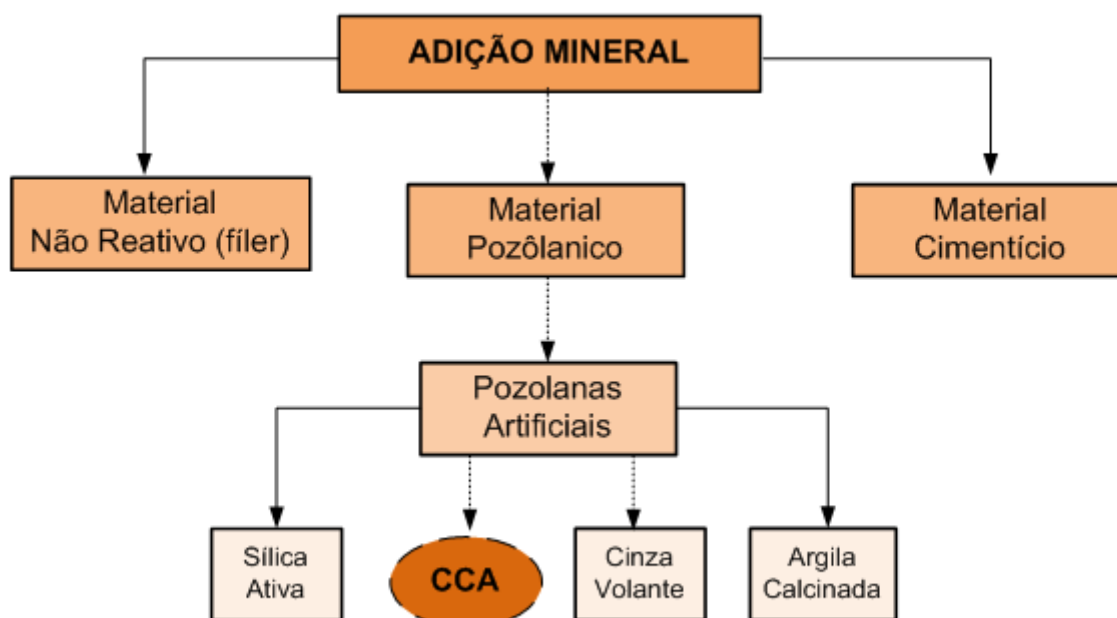 ADIÇÃO MINERAL
Material
Não Reativo (fíler)
Material
Pozôlanico
Material
Cimentício
Pozolanas
Artificiais
Sílica
Ativa
CCA
Cinza
Volante
Argila
Calcinada